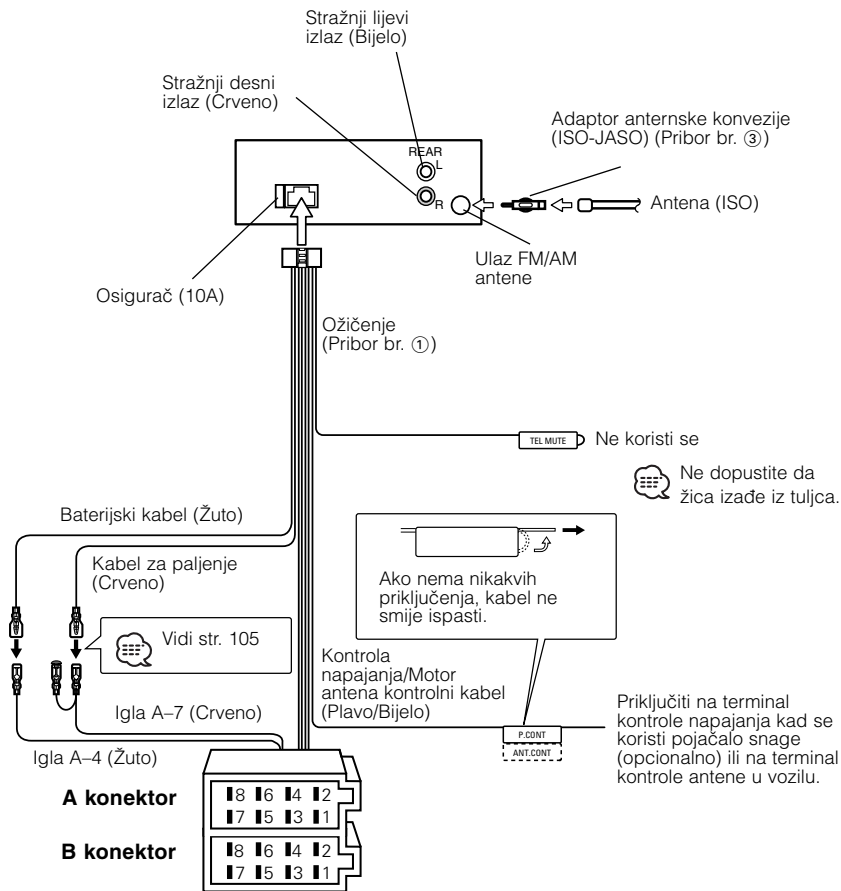 Stražnji lijevi
izlaz (Bijelo)
Stražnji desni
izlaz (Crveno)
Adaptor anternske konvezije
(ISO-JASO) (Pribor br. ③)
REAR
L
R
Antena (ISO)
Ulaz FM/AM
antene
Osigurač (10A)
Ožičenje
(Pribor br. ①)
TEL MUTE
Ne koristi se
Ne dopustite da
žica izađe iz tuljca.
Baterijski kabel (Žuto)
Kabel za paljenje
(Crveno)
Ako nema nikakvih
priključenja, kabel ne
smije ispasti.
Vidi str. 105
Kontrola
napajanja/Motor
antena kontrolni kabel
(Plavo/Bijelo)
Igla A–7 (Crveno)
Igla A–4 (Žuto)
P.CONT
ANT.CONT
Priključiti na terminal
kontrole napajanja kad se
koristi pojačalo snage
(opcionalno) ili na terminal
kontrole antene u vozilu.
A konektor
8 6 4 2
7 5 3 1
B konektor
8 6 4 2
7 5 3 1